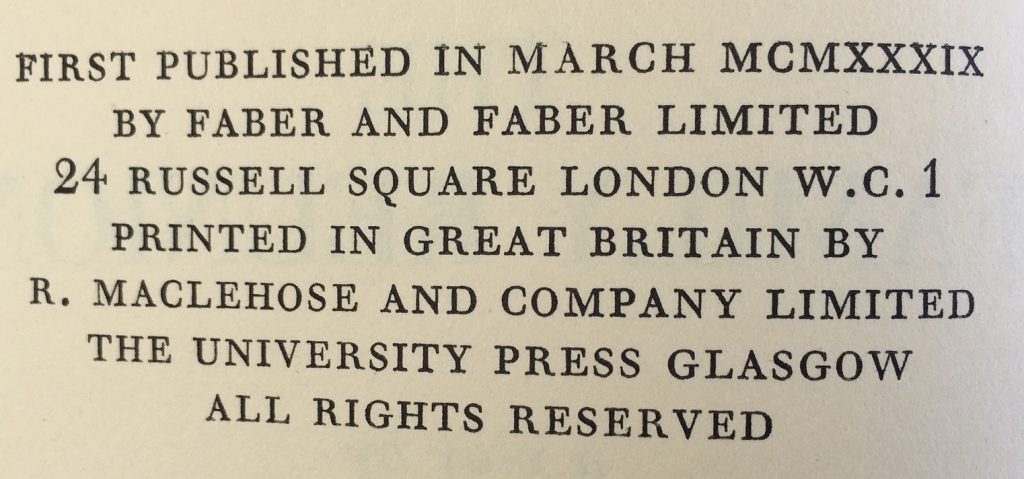 FIRST PUBLISHED IN MARCH MCMXXXIX
BY FABER AND FABER LIMITED
24 RUSSELL SQUARE LONDON W.C. 1
PRINTED IN GREAT BRITAIN BY
R. MACLEHOSE AND COMPANY LIMITED
THE UNIVERSITY PRESS GLASGOW
ALL RIGHTS RESERVED